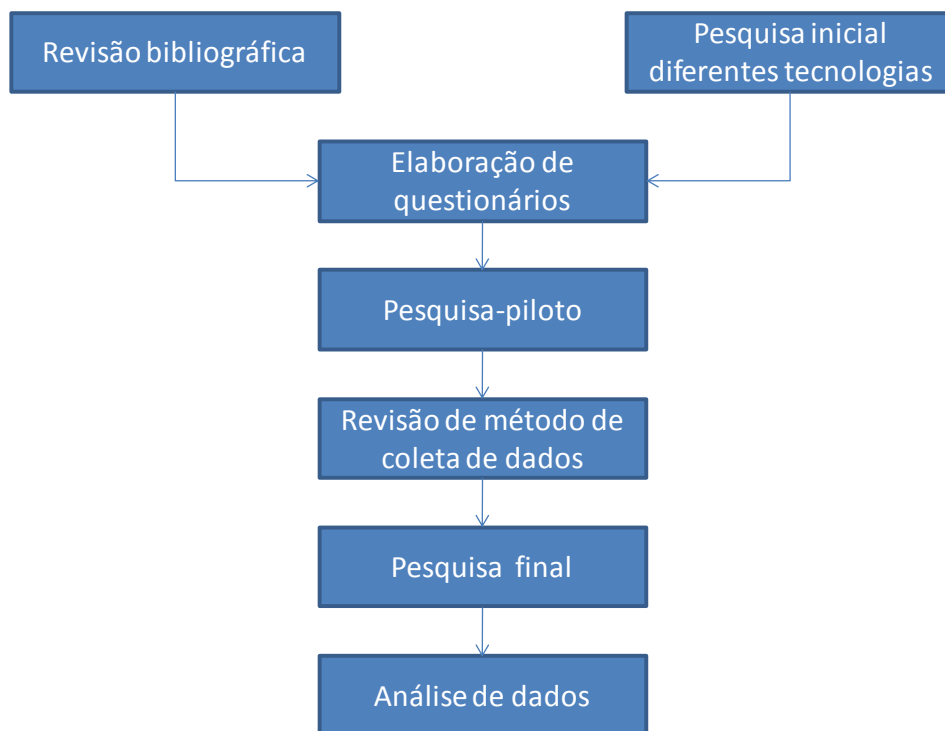 Revisão bibliográfica
Pesquisa inicial
diferentes tecnologias
Elaboração de
questionários
Pesquisa-piloto
Revisão de método de
coleta de dados
Pesquisa final
Análise de dados